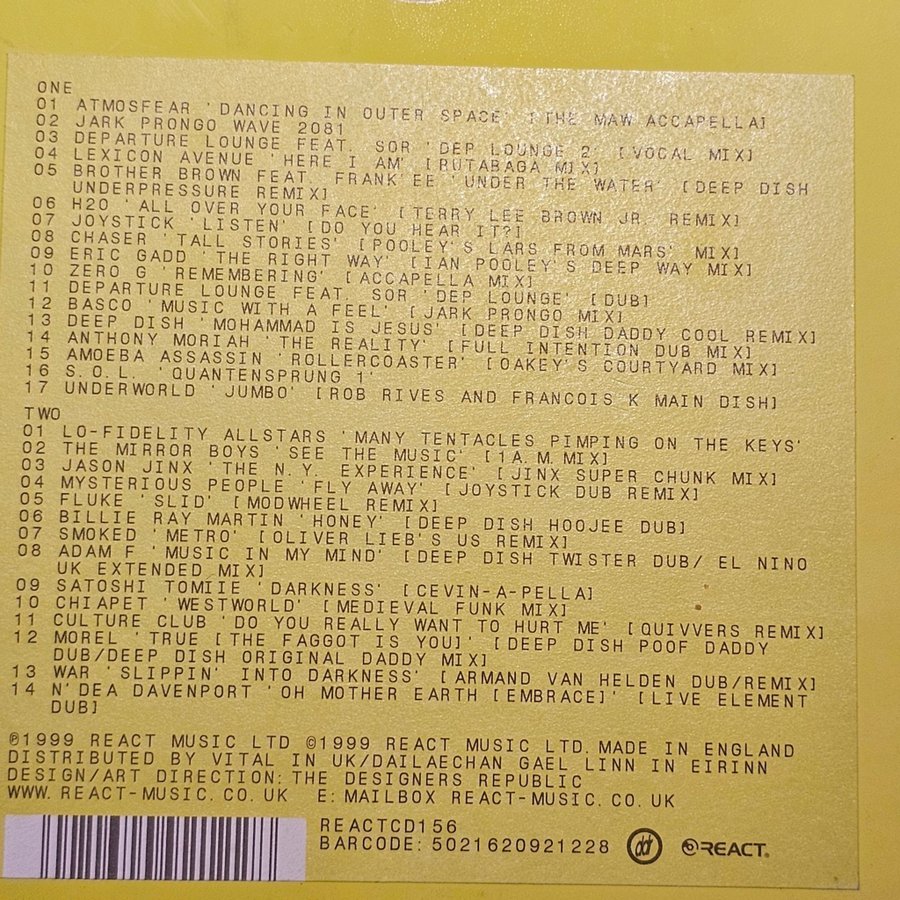 ONE
01 ATMOSFEAR 'DANCING IN OUTER SPACE' [THE MAW ACCAPELLA]
02 JARK PRONGO WAVE 2081
03 DEPARTURE LOUNGE FEAT. SOR 'DEP LOUNGE 2' [VOCAL MIX]
04 LEXICON AVENUE 'HERE I AM' [RUTABAGA MIX]
05 BROTHER BROWN FEAT. FRANK'EE 'UNDER THE WATER' [DEEP DISH
UNDERPRESSURE REMIX]
06 H2O 'ALL OVER YOUR FACE' [TERRY LEE BROWN JR. REMIX]
07 JOYSTICK 'LISTEN' [DO YOU HEAR IT?]
08 CHASER 'TALL STORIES' [POOLEY'S LARS FROM MARS' MIX]
09 ERIC GADD 'THE RIGHT WAY' [IAN POOLEY'S DEEP WAY MIX]
10 ZERO G 'REMEMBERING' [ACCAPELLA MIX]
11 DEPARTURE LOUNGE FEAT. SOR 'DEP LOUNGE' [DUB]
12 BASCO 'MUSIC WITH A FEEL' [JARK PRONGO MIX]
13 DEEP DISH 'MOHAMMAD IS JESUS' [DEEP DISH DADDY COOL REMIX]
14 ANTHONY MORIAH 'THE REALITY' [FULL INTENTION DUB MIX]
15 AMOEBA ASSASSIN 'ROLLERCOASTER' [OAKEY'S COURTYARD MIX]
16 S.O.L. 'QUANTENSPRUNG 1'
17 UNDERWORLD 'JUMBO' [ROB RIVES AND FRANCOIS K MAIN DISH]
TWO
01 LO-FIDELITY ALLSTARS 'MANY TENTACLES PIMPING ON THE KEYS'
02 THE MIRROR BOYS 'SEE THE MUSIC' [1A.M.MIX]
03 JASON JINX 'THE N.Y. EXPERIENCE' [JINX SUPER CHUNK MIX]
04 MYSTERIOUS PEOPLE 'FLY AWAY' [JOYSTICK DUB REMIX]
05 FLUKE 'SLID' [MODWHEEL REMIX]
06 BILLIE RAY MARTIN 'HONEY' [DEEP DISH HOOJEE DUB]
07 SMOKED 'METRO' [OLIVER LIEB'S US REMIX]
08 ADAM F 'MUSIC IN MY MIND' [DEEP DISH TWISTER DUB/ EL NINO
UK EXTENDED MIX]
09 SATOSHI TOMIIE 'DARKNESS' [CEVIN-A-PELLA]
10 CHIAPET 'WESTWORLD' [MEDIEVAL FUNK MIX]
11 CULTURE CLUB 'DO YOU REALLY WANT TO HURT ME' [QUIVVERS REMIX]
12 MOREL 'TRUE [THE FAGGOT IS YOU]' [DEEP DISH POOF DADDY
DUB/DEEP DISH ORIGINAL DADDY MIX]
13 WAR 'SLIPPIN' INTO DARKNESS' [ARMAND VAN HELDEN DUB/REMIX]
14 N'DEA DAVENPORT 'OH MOTHER EARTH [EMBRACE]' [LIVE ELEMENT
DUB]
℗1999 REACT MUSIC LTD ©1999 REACT MUSIC LTD. MADE IN ENGLAND
DISTRIBUTED BY VITAL IN UK/DAILAECHAN GAEL LINN IN EIRINN
DESIGN/ART DIRECTION: THE DESIGNERS REPUBLIC
WWW.REACT-MUSIC.CO.UK E:MAILBOX REACT-MUSIC.CO.UK
REACTCD156
BARCODE: 5021620921228 dd REACT.